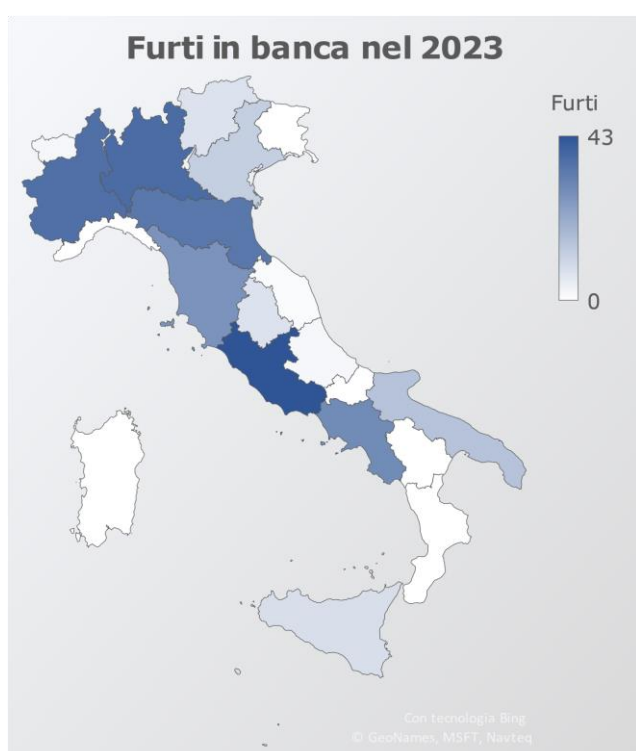 Furti in banca nel 2023
Furti
43
0
Con tecnologia Bing
© GeoNames, MSFT, Navteq